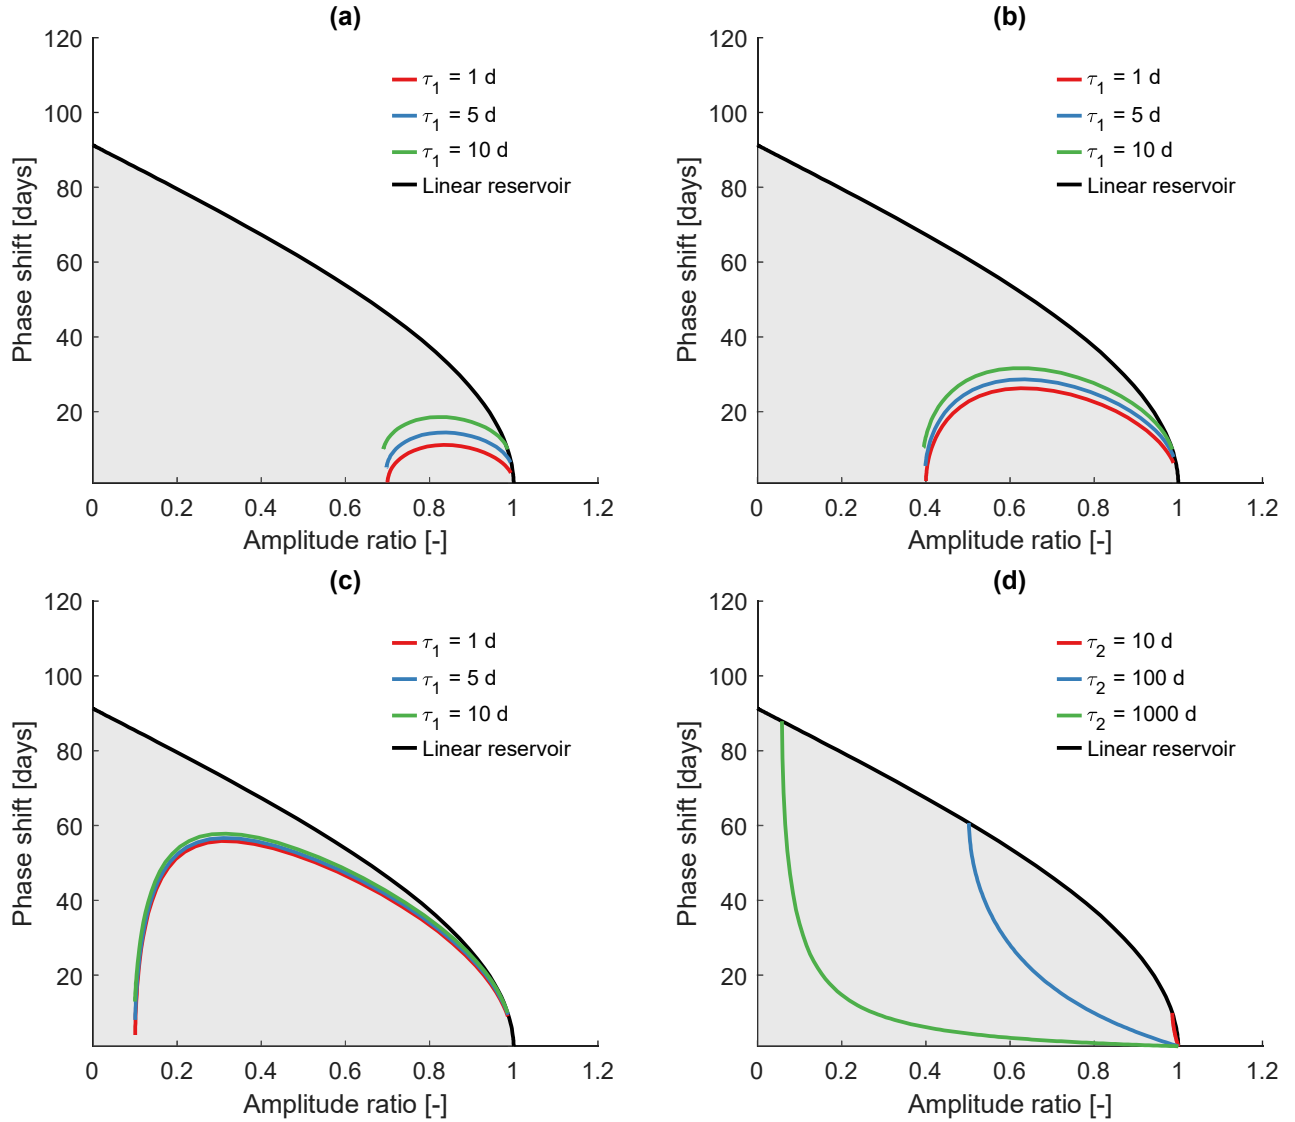 (a)
120
100
80
60
40
20
Phase shift [days]
0
0.2
0.4
0.6
0.8
1
1.2
Amplitude ratio [-]
τ1 = 1 d
τ1 = 5 d
τ1 = 10 d
Linear reservoir
(b)
120
100
80
60
40
20
Phase shift [days]
0
0.2
0.4
0.6
0.8
1
1.2
Amplitude ratio [-]
τ1 = 1 d
τ1 = 5 d
τ1 = 10 d
Linear reservoir
(c)
120
100
80
60
40
20
Phase shift [days]
0
0.2
0.4
0.6
0.8
1
1.2
Amplitude ratio [-]
τ1 = 1 d
τ1 = 5 d
τ1 = 10 d
Linear reservoir
(d)
120
100
80
60
40
20
Phase shift [days]
0
0.2
0.4
0.6
0.8
1
1.2
Amplitude ratio [-]
τ2 = 10 d
τ2 = 100 d
τ2 = 1000 d
Linear reservoir